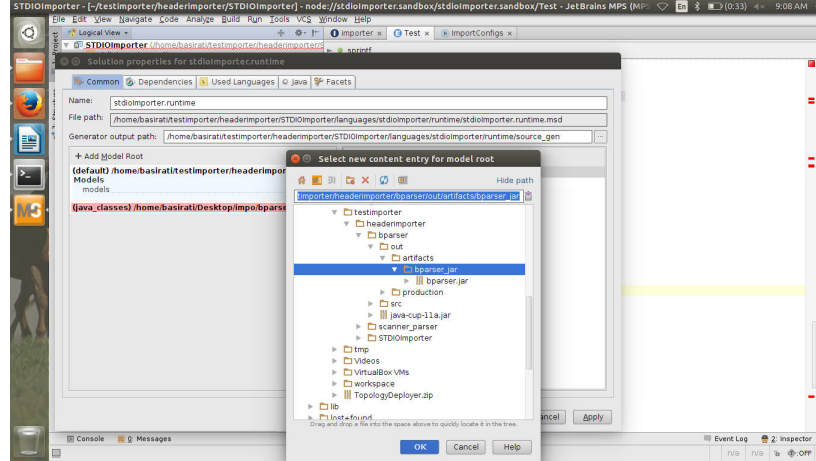 STDIOImporter - [~/testimporter/headerimporter/STDIOImporter] - node://stdioImporter.sandbox/stdioImporter.sandbox/Test - JetBrains MPS (MPS
En
(0:33)
9:08 AM
File Edit View Navigate Code Analyze Build Run Tools VCS Window Help
Logical View
importer
Test
ImportConfigs
STDIOImporter (/home/basirati/testimporter/headerimporter/S
sprintf
Solution properties for stdioImporter.runtime
Common
Dependencies
Used Languages
Java
Facets
Name:
stdioImporter.runtime
File path:
/home/basirati/testimporter/headerimporter/STDIOImporter/languages/stdioImporter/runtime/stdioImporter.runtime.msd
Generator output path:
/home/basirati/testimporter/headerimporter/STDIOImporter/languages/stdioImporter/runtime/source_gen
...
+ Add Model Root
(default) /home/basirati/testimporter/headerimpor
Models
models
(java_classes) /home/basirati/Desktop/impo/bparse
Select new content entry for model root
Hide path
timporter/headerimporter/bparser/out/artifacts/bparser_jar
testimporter
headerimporter
bparser
out
artifacts
bparser_jar
bparser.jar
production
src
java-cup-11a.jar
scanner_parser
STDIOImporter
tmp
Videos
VirtualBox VMs
workspace
TopologyDeployer.zip
lib
lost+found
Drag and drop a file into the space above to quickly locate it in the tree.
OK
Cancel
Help
ancel
Apply
Console
0: Messages
Event Log
2: Inspector
n/a
n/a
:OFF